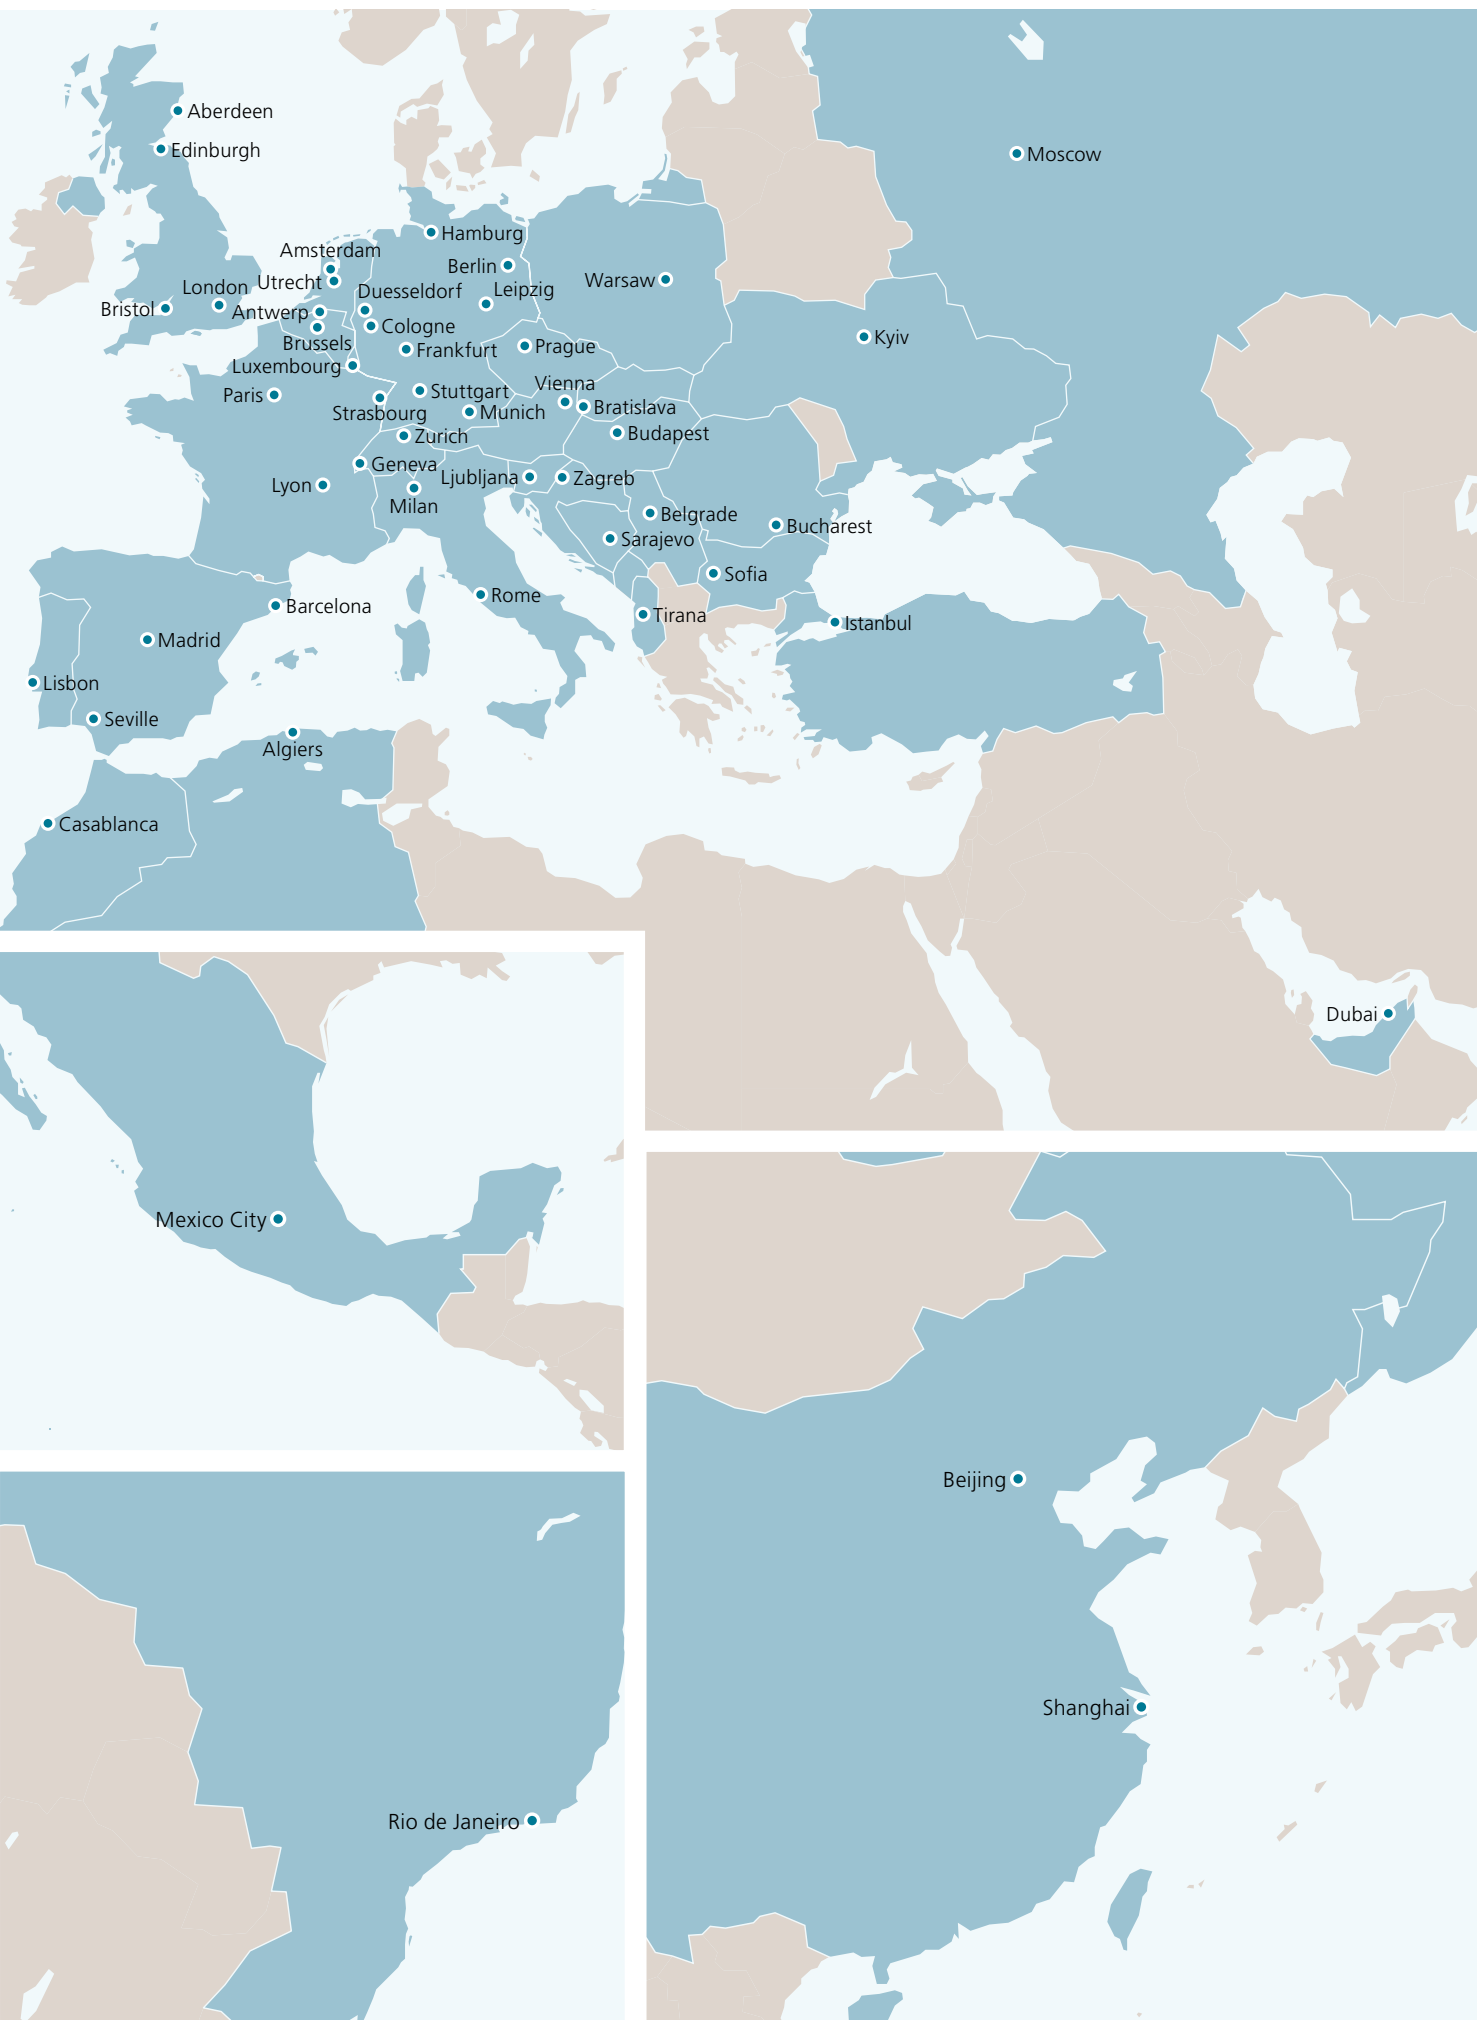 Aberdeen
Edinburgh
Moscow
Hamburg
Amsterdam
Berlin
Warsaw
Utrecht
London
Duesseldorf
Leipzig
Bristol
Antwerp
Cologne
Kyiv
Brussels
Frankfurt
Prague
Luxembourg
Paris
Stuttgart
Vienna
Strasbourg
Munich
Bratislava
Zurich
Budapest
Geneva
Ljubljana
Zagreb
Lyon
Milan
Belgrade
Bucharest
Sarajevo
Sofia
Rome
Barcelona
Tirana
Istanbul
Madrid
Lisbon
Seville
Algiers
Casablanca
Dubai
Mexico City
Beijing
Shanghai
Rio de Janeiro